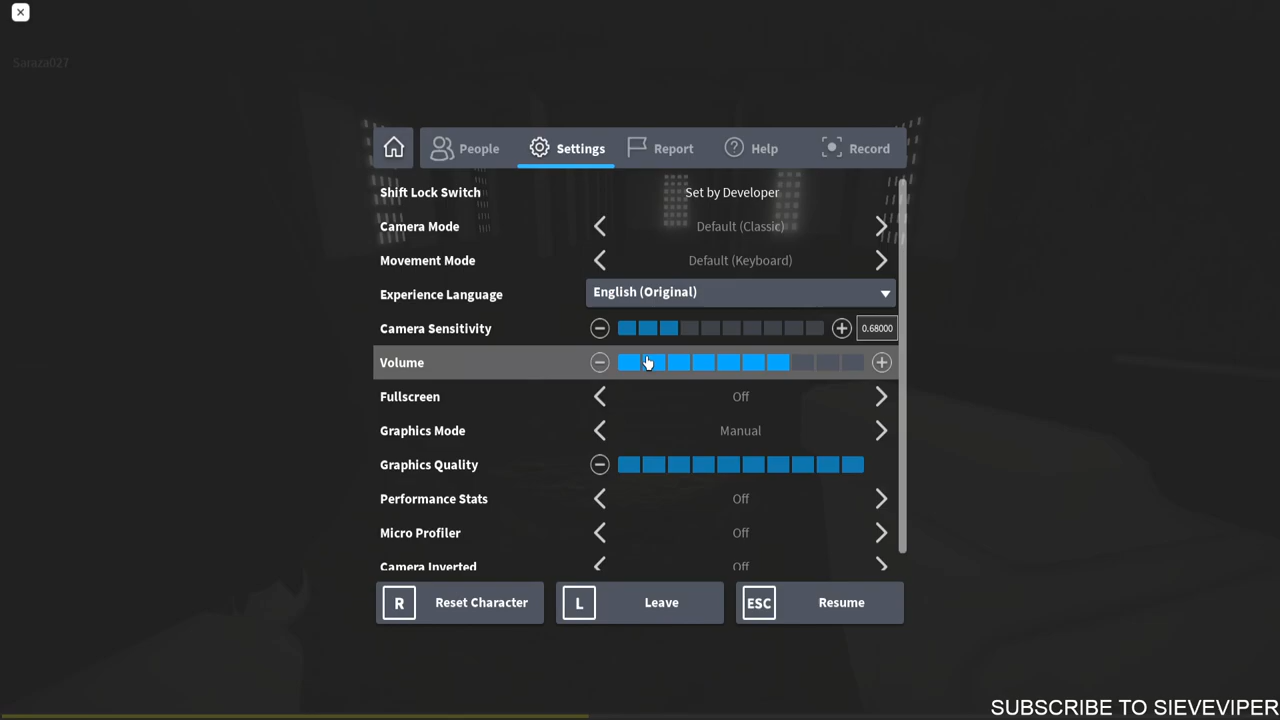 Saraza027
People Settings Report Help Record
Shift Lock Switch Set by Developer
Camera Mode Default (Classic)
Movement Mode Default (Keyboard)
Experience Language English (Original)
Camera Sensitivity 0.68000
Volume
Fullscreen Off
Graphics Mode Manual
Graphics Quality
Performance Stats Off
Micro Profiler Off
Camera Inverted Off
R Reset Character L Leave ESC Resume
SUBSCRIBE TO SIEVEVIPER